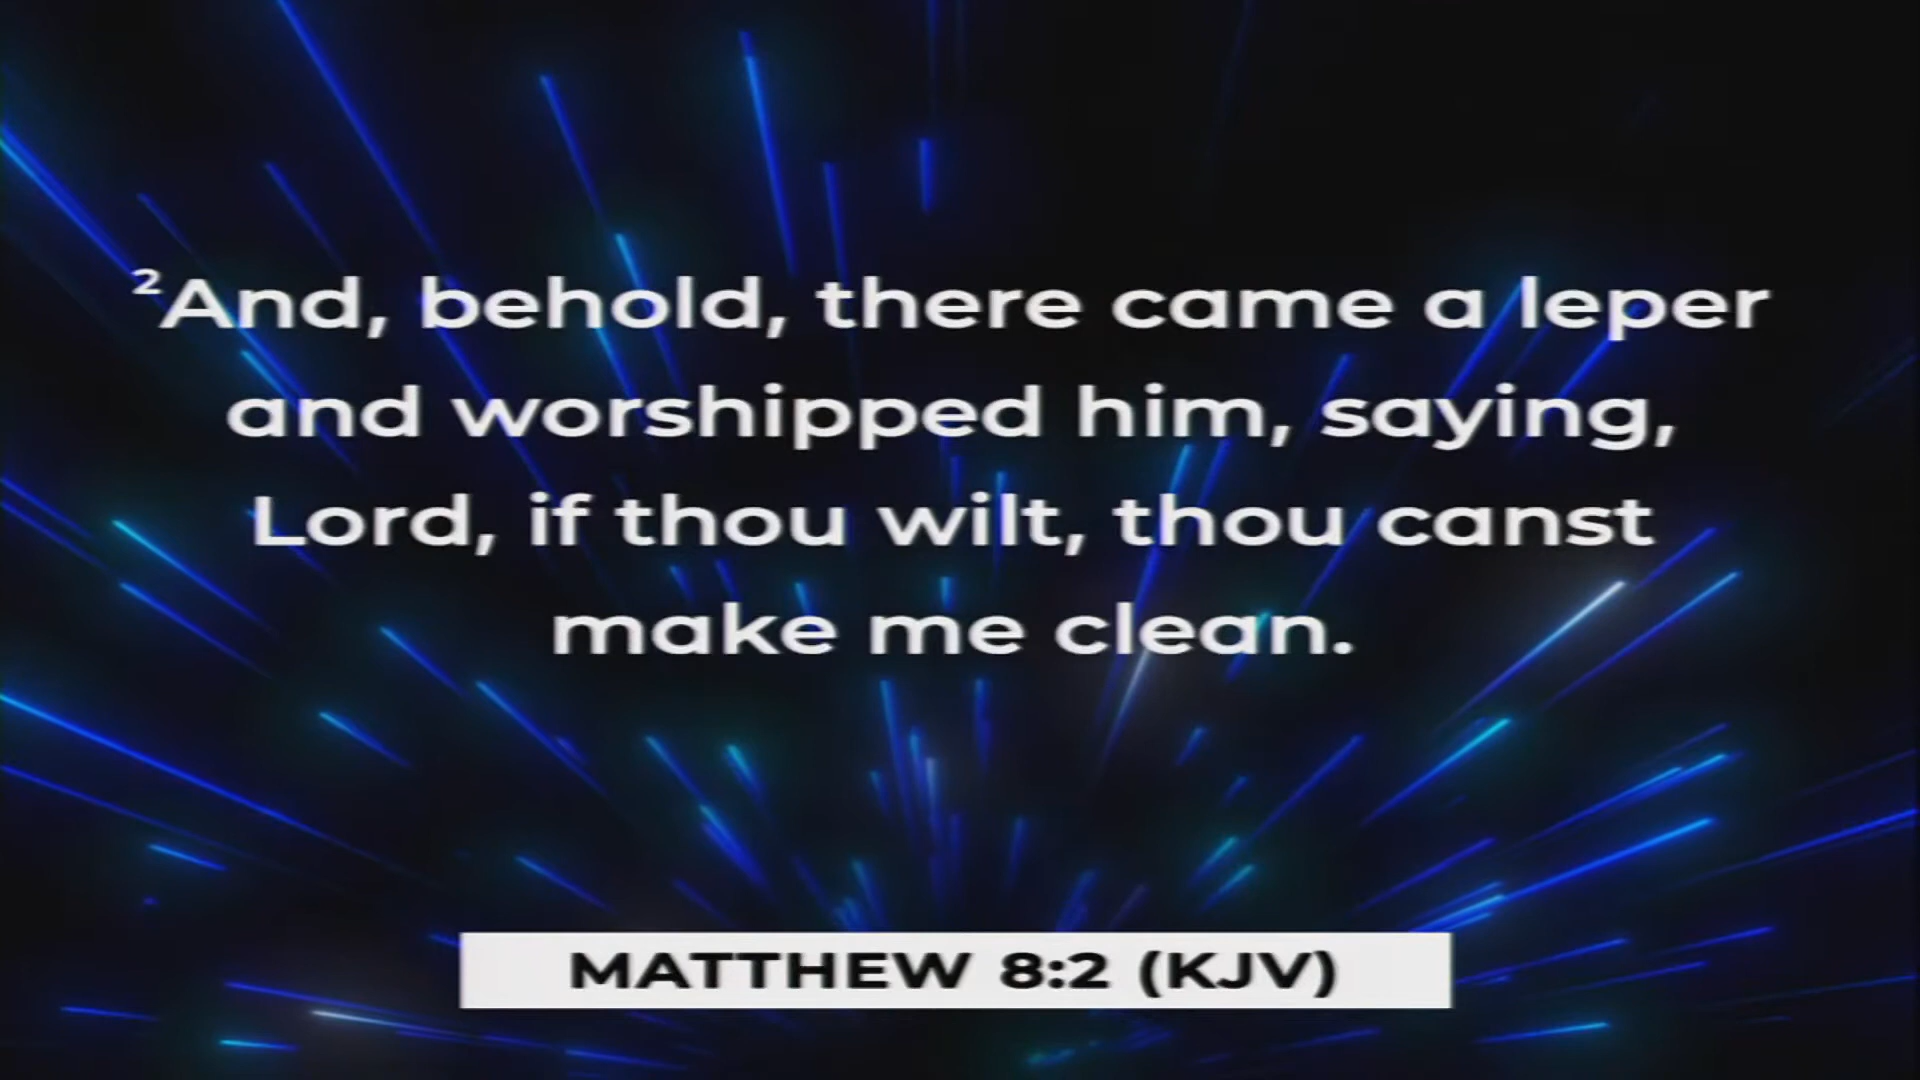 ²And, behold, there came a leper
and worshipped him, saying,
Lord, if thou wilt, thou canst
make me clean.
MATTHEW 8:2 (KJV)